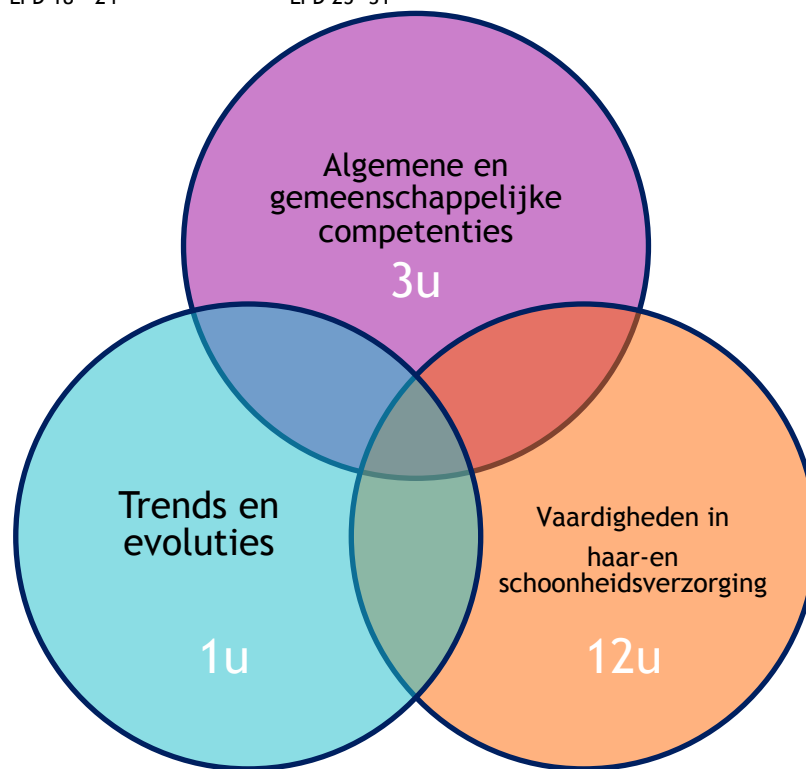 Algemene en
gemeenschappelijke
competenties
3u
Trends en
evoluties
1u
Vaardigheden in
haar-en
schoonheidsverzorging
12u